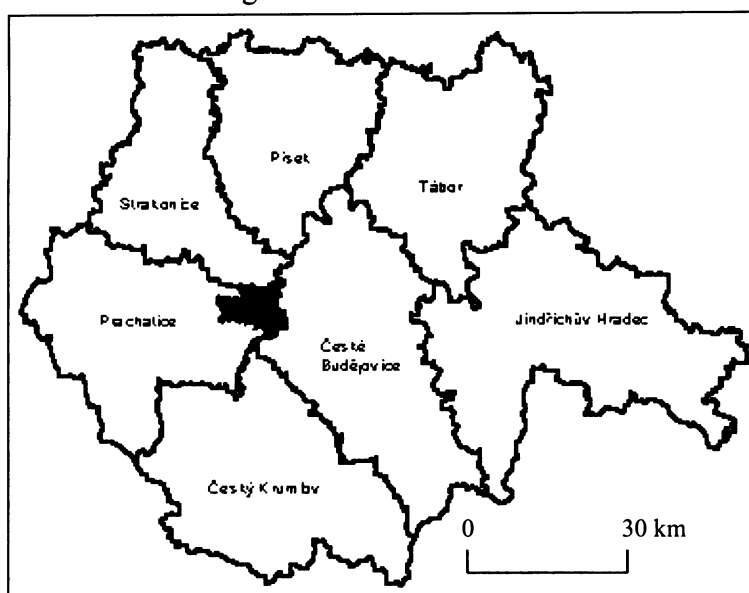 Písek
Tábor
Strakonice
Prachatice
Jindřichův Hradec
České
Budějovice
Český Krumlov
0 30 km